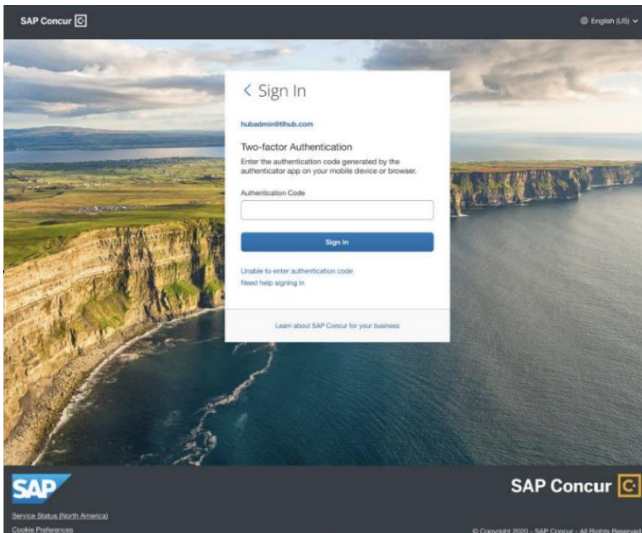 SAP Concur C
English (US)
Sign In
hubadmin@tlhub.com
Two-factor Authentication
Enter the authentication code generated by the
authenticator app on your mobile device or browser.
Authentication Code
Sign In
Unable to enter authentication code
Need help signing in
Learn about SAP Concur for your business
SAP
SAP Concur C
Service Status (North America)
Cookie Preferences
© Copyright 2020 - SAP Concur - All Rights Reserved